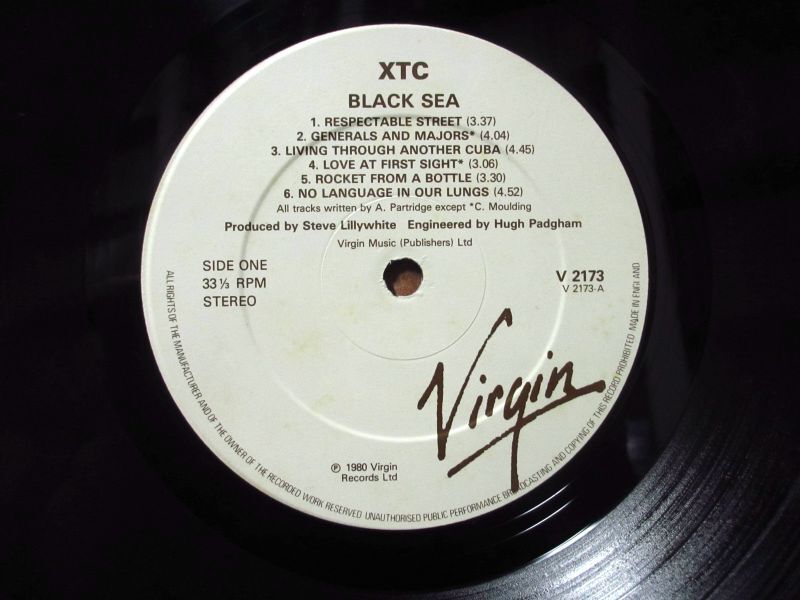 XTC
BLACK SEA
1. RESPECTABLE STREET (3.37)
2. GENERALS AND MAJORS* (4.04)
3. LIVING THROUGH ANOTHER CUBA (4.45)
4. LOVE AT FIRST SIGHT* (3.06)
5. ROCKET FROM A BOTTLE (3.30)
6. NO LANGUAGE IN OUR LUNGS (4.52)
All tracks written by A. Partridge except *C. Moulding
Produced by Steve Lillywhite Engineered by Hugh Padgham
Virgin Music (Publishers) Ltd
SIDE ONE
33⅓ RPM
STEREO
V 2173
V 2173-A
Virgin
℗ 1980 Virgin
Records Ltd
ALL RIGHTS OF THE MANUFACTURER AND OF THE OWNER OF THE RECORDED WORK RESERVED. UNAUTHORISED PUBLIC PERFORMANCE BROADCASTING AND COPYING OF THIS RECORD PROHIBITED. MADE IN ENGLAND